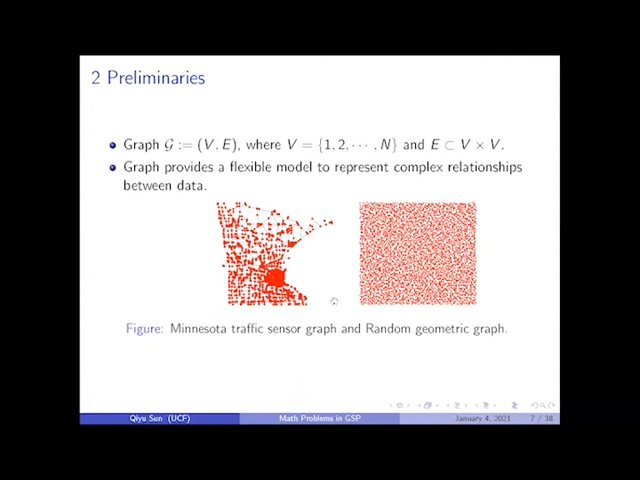 2 Preliminaries
Graph 𝒢 := (V, E), where V = {1, 2, ⋯ , N} and E ⊂ V × V.
Graph provides a flexible model to represent complex relationships
between data.
Figure: Minnesota traffic sensor graph and Random geometric graph.
Qiyu Sun (UCF) Math Problems in GSP January 4, 2021 7 / 38